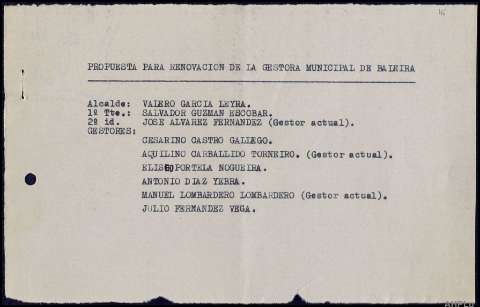 PROPUESTA PARA RENOVACION DE LA GESTORA MUNICIPAL DE BALEIRA
Alcalde: VALERO GARCIA LEYRA.
1º Tte.: SALVADOR GUZMAN ESCOBAR.
2º id. JOSE ALVAREZ FERNANDEZ (Gestor actual).
GESTORES:
CESARINO CASTRO GALLEGO.
AQUILINO CARBALLIDO TORNEIRO. (Gestor actual).
ELISEO PORTELA NOGUEIRA.
ANTONIO DIAZ YEBRA.
MANUEL LOMBARDERO LOMBARDERO (Gestor actual).
JULIO FERNANDEZ VEGA.